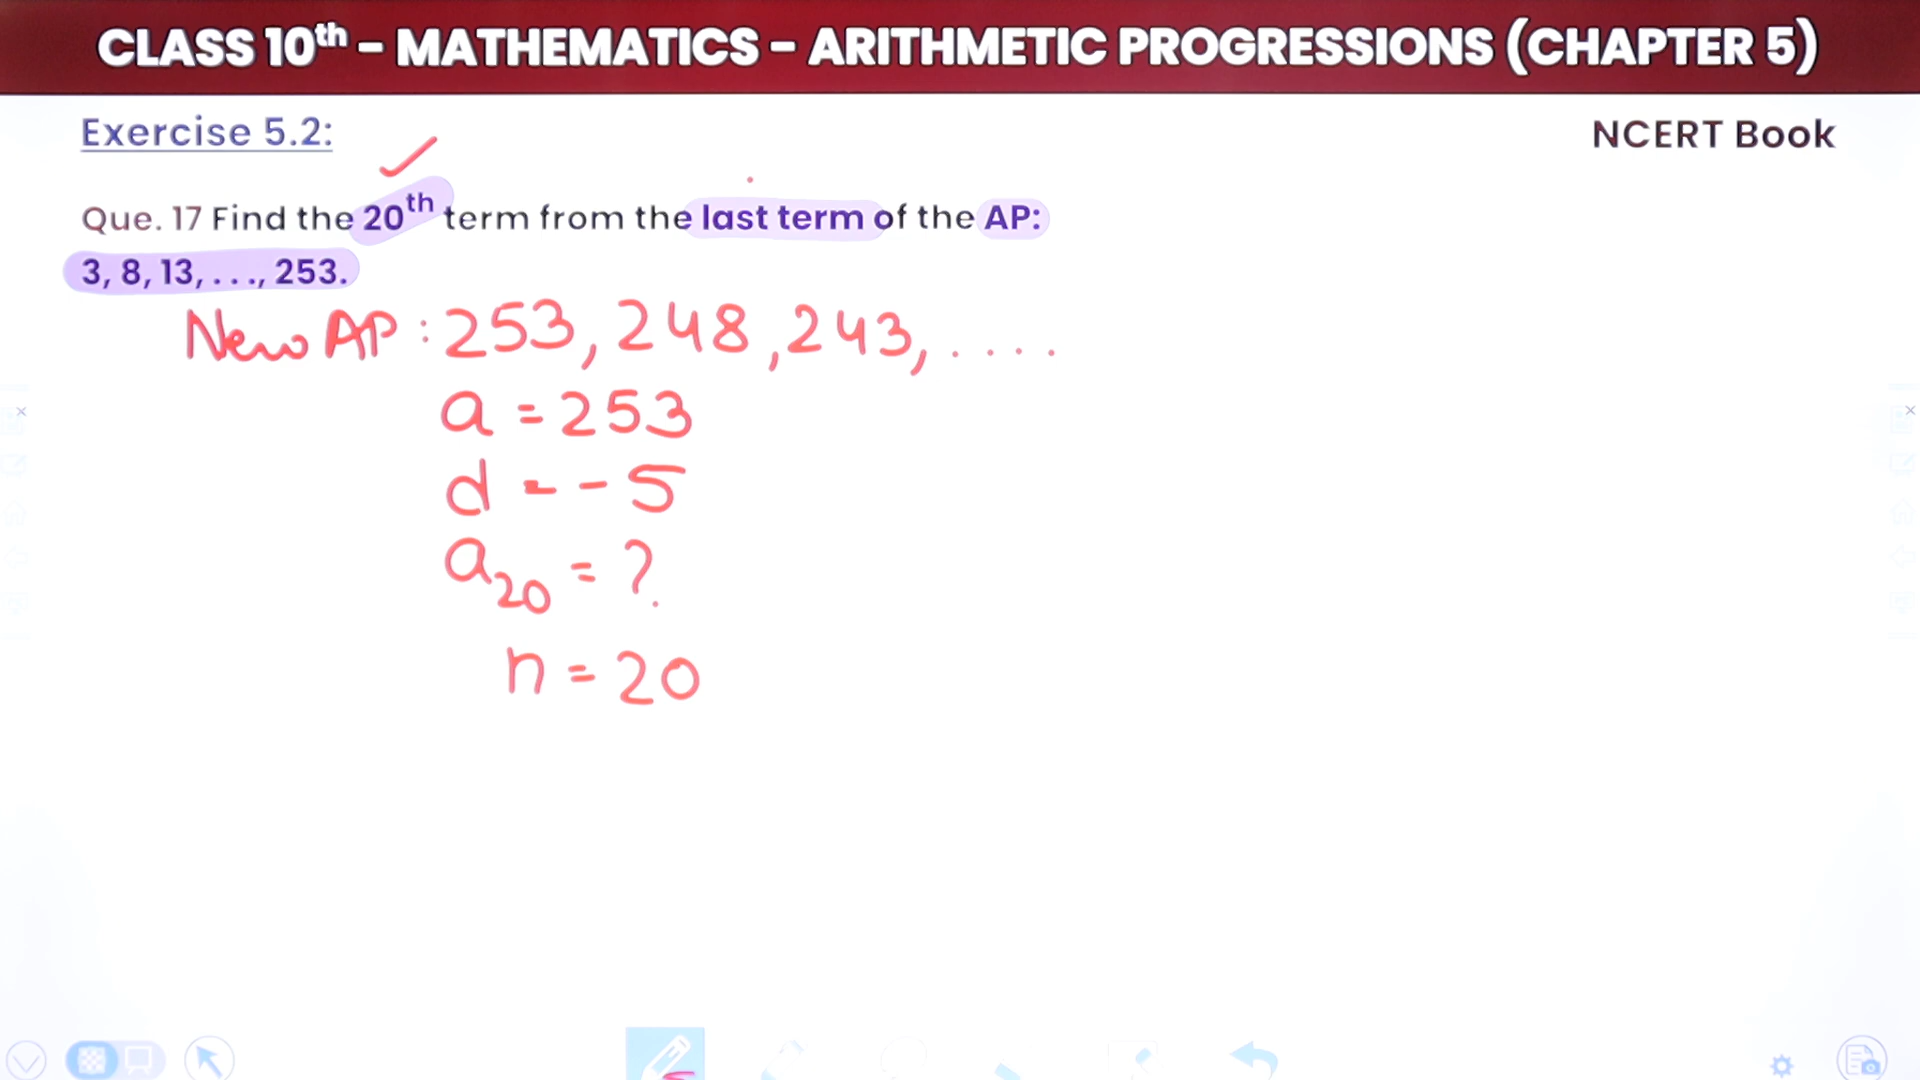 CLASS 10th – MATHEMATICS – ARITHMETIC PROGRESSIONS (CHAPTER 5)
Exercise 5.2:
NCERT Book
Que. 17 Find the 20th term from the last term of the AP:
3, 8, 13, . . ., 253.
New AP : 253, 248, 243, . . . .
a = 253
d = - 5
a20 = ?
n = 20